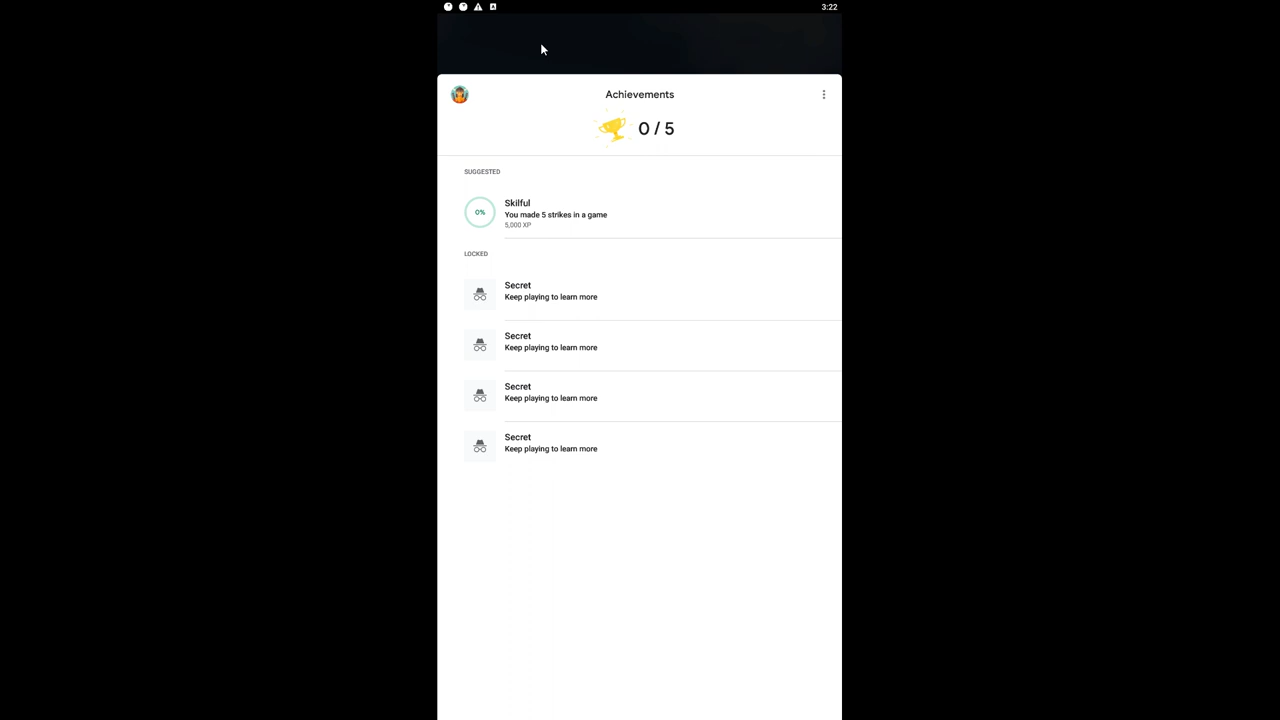 3:22
Achievements
0 / 5
SUGGESTED
0%
Skilful
You made 5 strikes in a game
5,000 XP
LOCKED
Secret
Keep playing to learn more
Secret
Keep playing to learn more
Secret
Keep playing to learn more
Secret
Keep playing to learn more